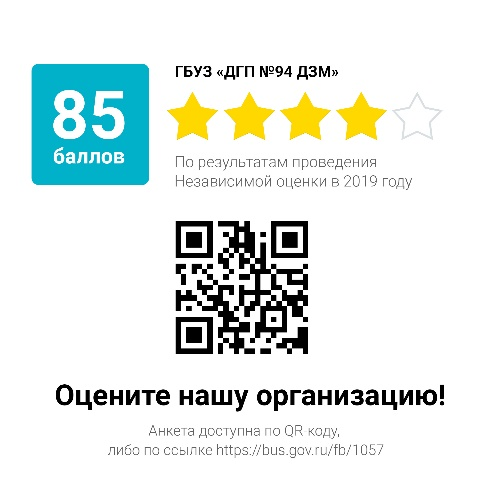 ГБУЗ «ДГП №94 ДЗМ»
85
баллов
По результатам проведения
Независимой оценки в 2019 году
Оцените нашу организацию!
Анкета доступна по QR-коду,
либо по ссылке https://bus.gov.ru/fb/1057